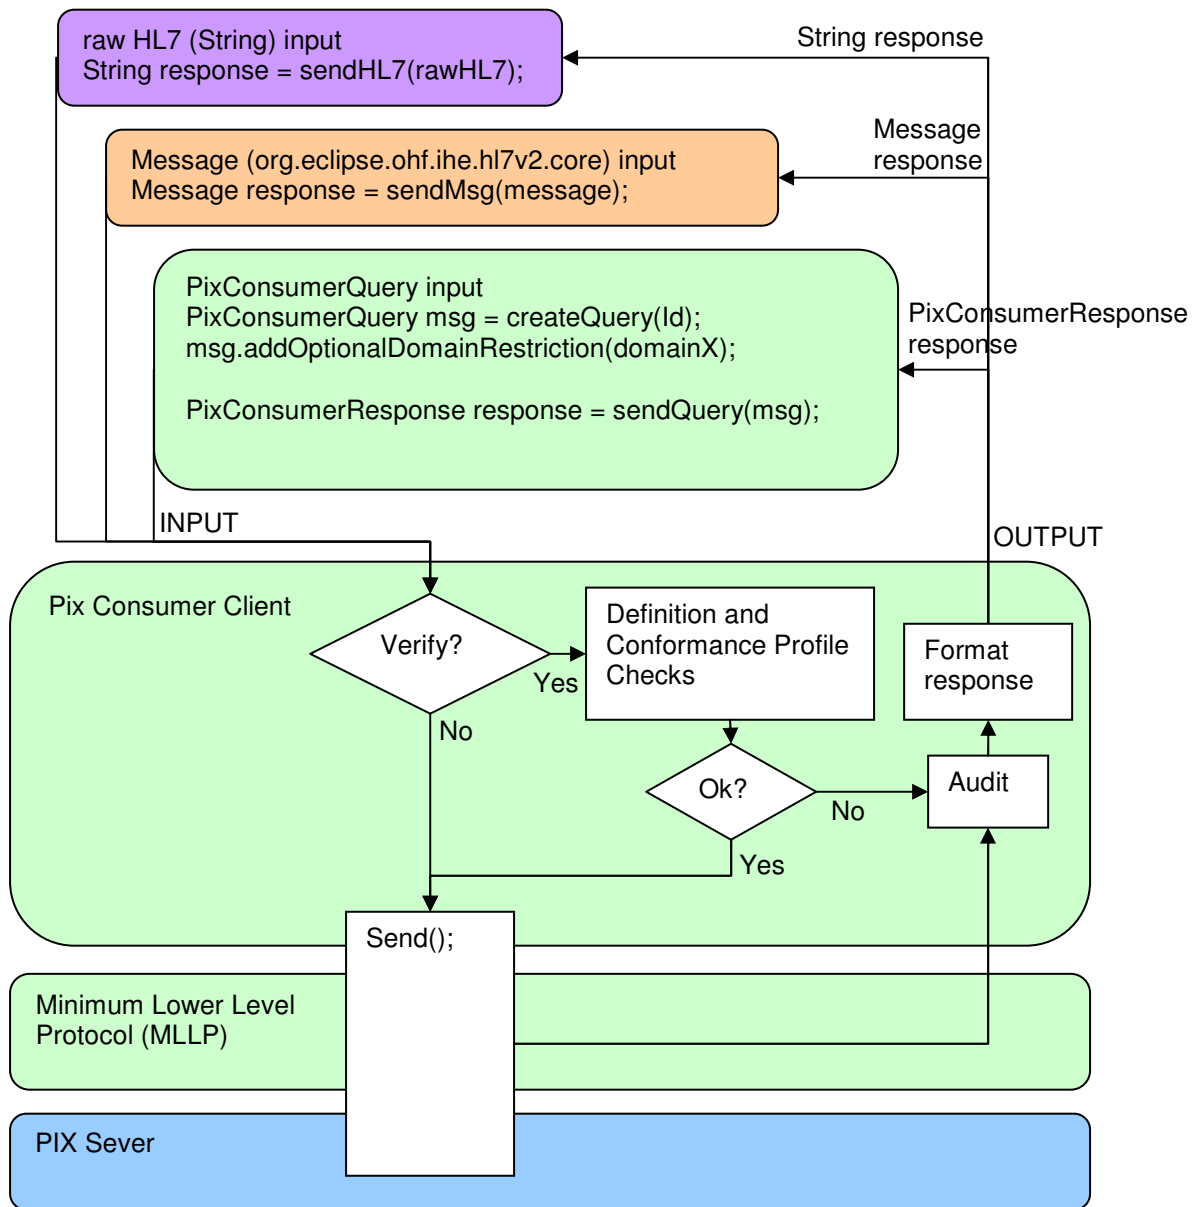 raw HL7 (String) input
String response = sendHL7(rawHL7);
String response
Message (org.eclipse.ohf.ihe.hl7v2.core) input
Message response = sendMsg(message);
Message
response
PixConsumerQuery input
PixConsumerQuery msg = createQuery(Id);
msg.addOptionalDomainRestriction(domainX);
PixConsumerResponse response = sendQuery(msg);
PixConsumerResponse
response
INPUT
OUTPUT
Pix Consumer Client
Verify?
Yes
No
Definition and
Conformance Profile
Checks
Format
response
Ok?
No
Yes
Audit
Send();
Minimum Lower Level
Protocol (MLLP)
PIX Sever